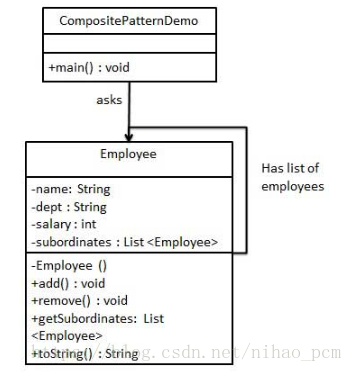 CompositePatternDemo
+main() : void
asks
Employee
Has list of
employees
-name: String
-dept : String
-salary : int
-subordinates : List <Employee>
-Employee ()
+add() : void
+remove() : void
+getSubordinates: List
<Employee>
+toString() : String
https://blog.csdn.net/nihao_pcm